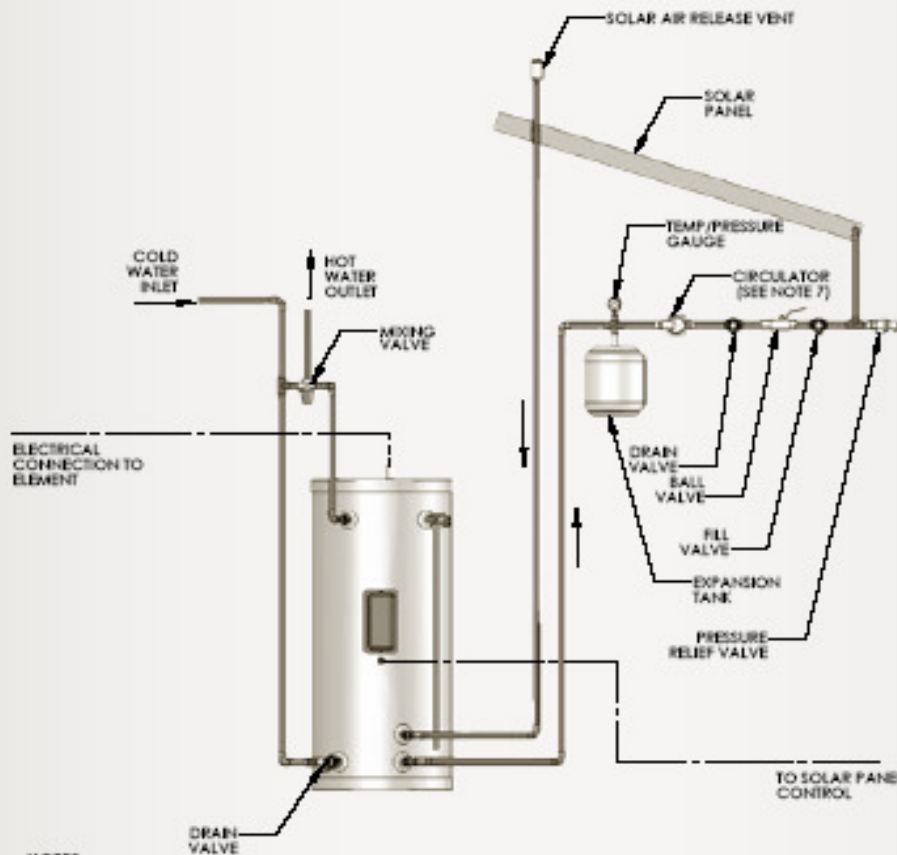 SOLAR AIR RELEASE VENT
SOLAR
PANEL
TEMP/PRESSURE
GAUGE
COLD
WATER
INLET
HOT
WATER
OUTLET
CIRCULATOR
(SEE NOTE 7)
MIXING
VALVE
ELECTRICAL
CONNECTION TO
ELEMENT
DRAIN
VALVE
BALL
VALVE
FILL
VALVE
EXPANSION
TANK
PRESSURE
RELIEF VALVE
TO SOLAR PANE
CONTROL
DRAIN
VALVE